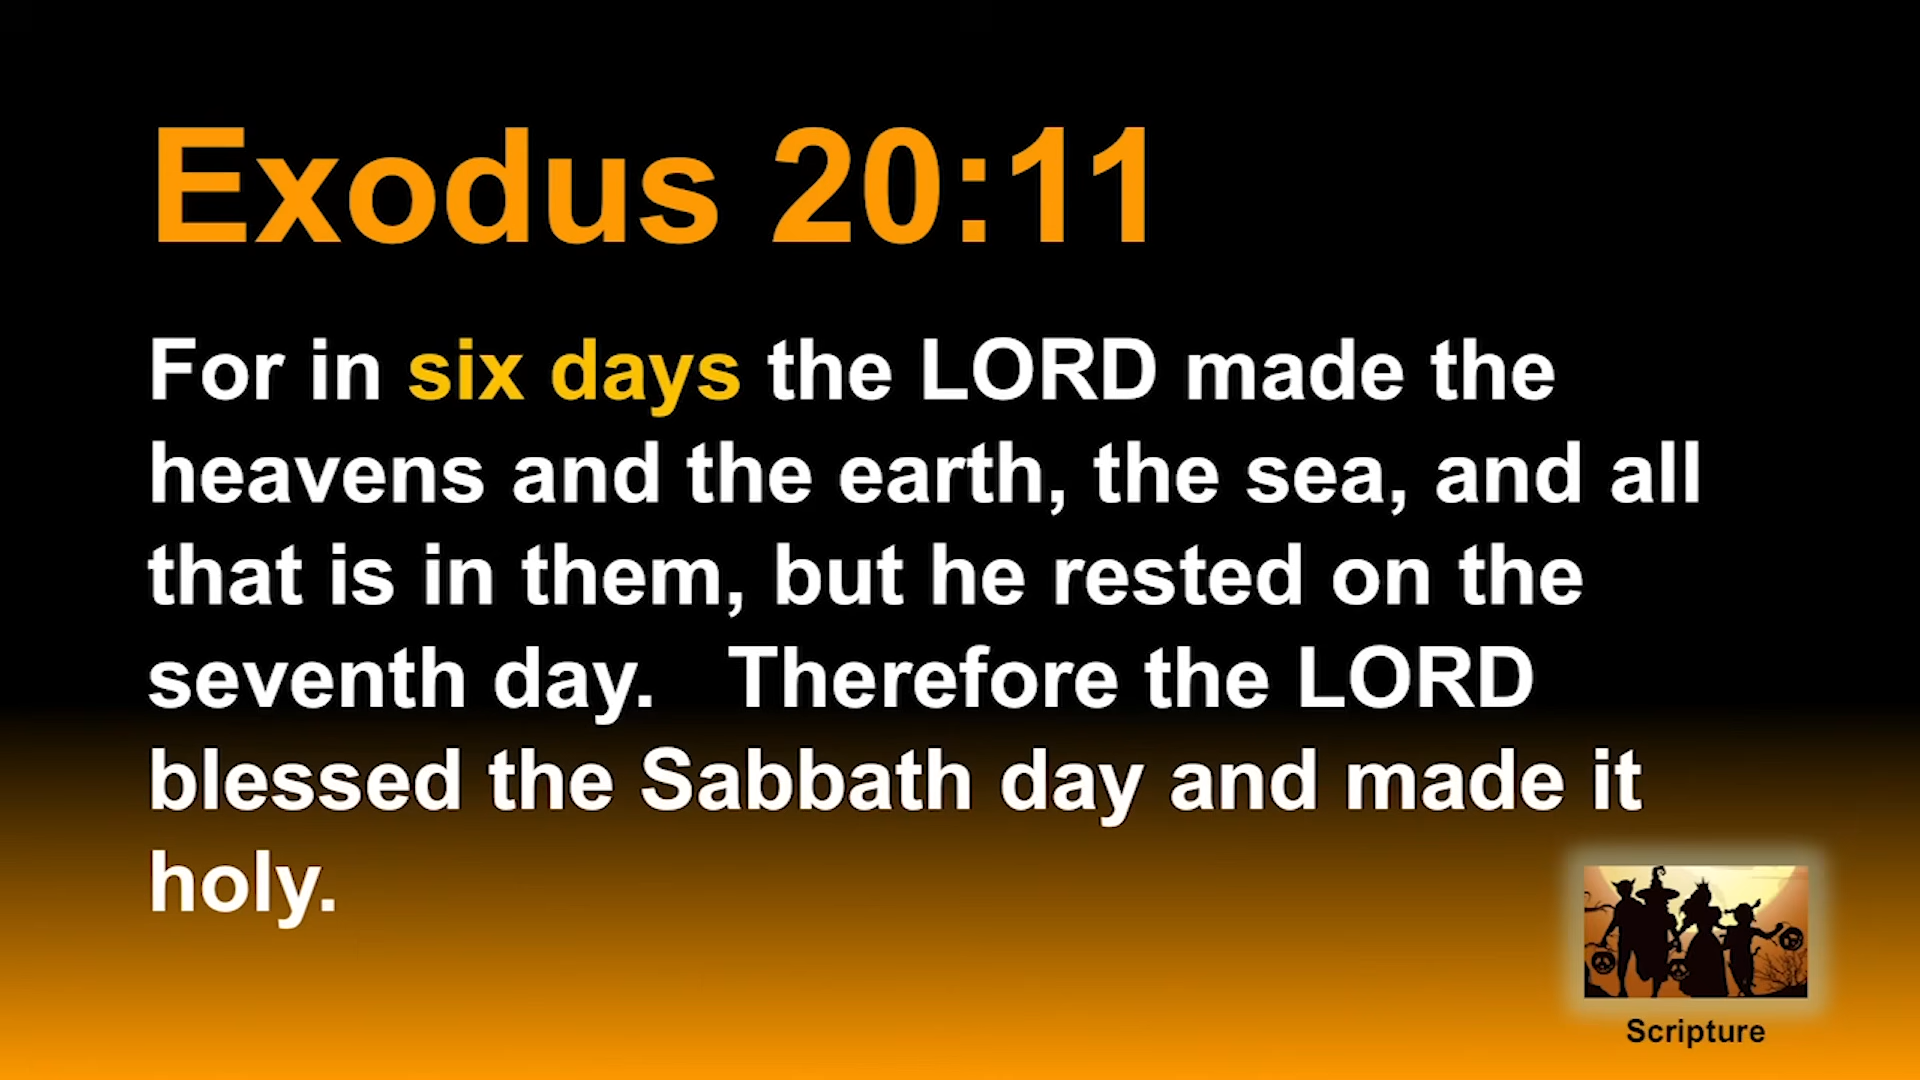 Exodus 20:11
For in six days the LORD made the
heavens and the earth, the sea, and all
that is in them, but he rested on the
seventh day.   Therefore the LORD
blessed the Sabbath day and made it
holy.
Scripture